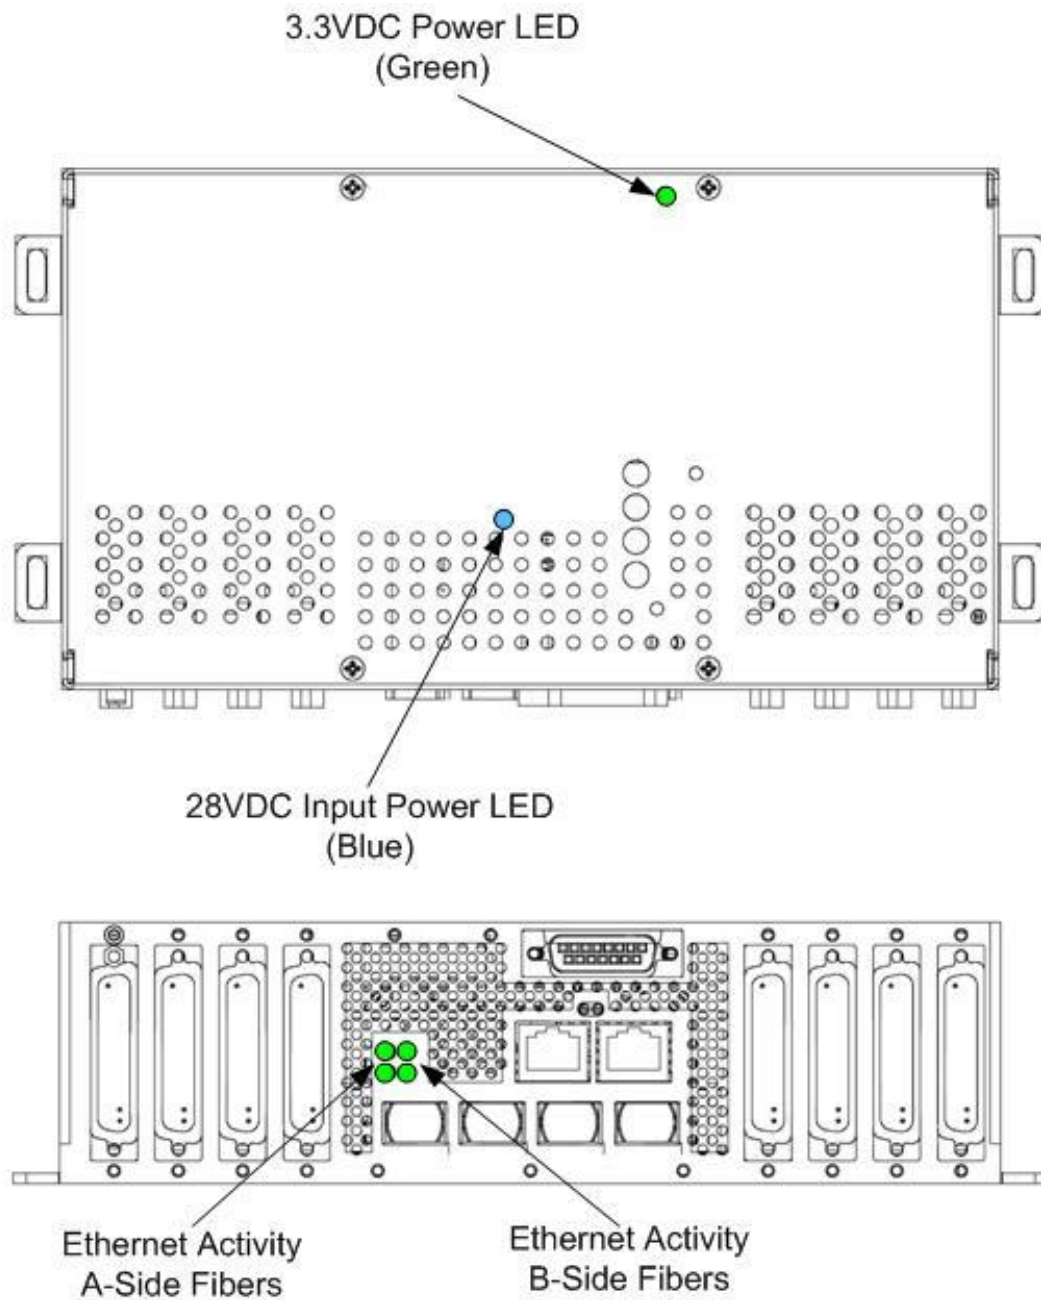 3.3VDC Power LED
(Green)
28VDC Input Power LED
(Blue)
Ethernet Activity
A-Side Fibers
Ethernet Activity
B-Side Fibers